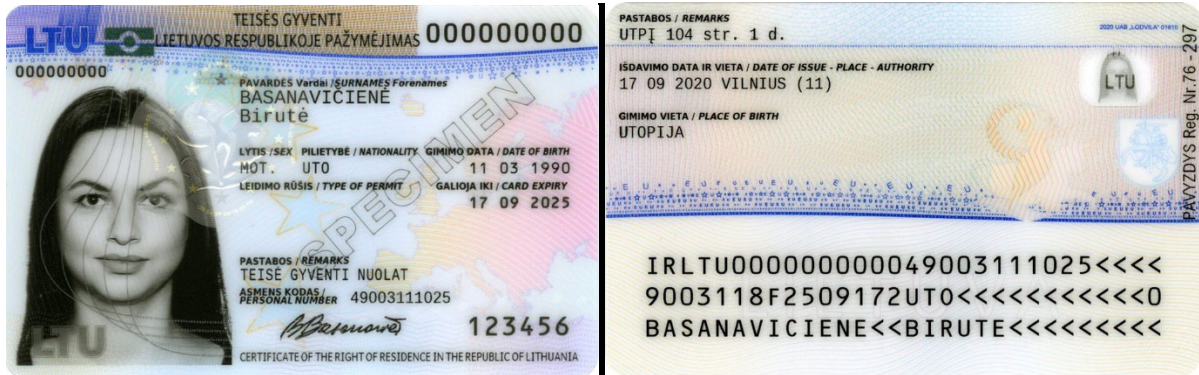 TEISĖS GYVENTI
LTU LIETUVOS RESPUBLIKOJE PAŽYMĖJIMAS 000000000
000000000
PAVARDĖS Vardai / SURNAMES Forenames
BASANAVIČIENĖ
Birutė
LYTIS / SEX PILIETYBĖ / NATIONALITY GIMIMO DATA / DATE OF BIRTH
MOT. UTO 11 03 1990
LEIDIMO RŪŠIS / TYPE OF PERMIT GALIOJA IKI / CARD EXPIRY
17 09 2025
SPECIMEN
PASTABOS / REMARKS
TEISĖ GYVENTI NUOLAT
ASMENS KODAS /
PERSONAL NUMBER 49003111025
123456
LTU
CERTIFICATE OF THE RIGHT OF RESIDENCE IN THE REPUBLIC OF LITHUANIA
PASTABOS / REMARKS
UTPĮ 104 str. 1 d.
2020 UAB „LODVILA" 01610
IŠDAVIMO DATA IR VIETA / DATE OF ISSUE - PLACE - AUTHORITY
17 09 2020 VILNIUS (11)
LTU
GIMIMO VIETA / PLACE OF BIRTH
UTOPIJA
PAVYZDYS Reg. Nr.76 - 297
IRLTU000000000049003111025<<<<
9003118F2509172UTO<<<<<<<<<<<0
BASANAVICIENE<<BIRUTE<<<<<<<<<